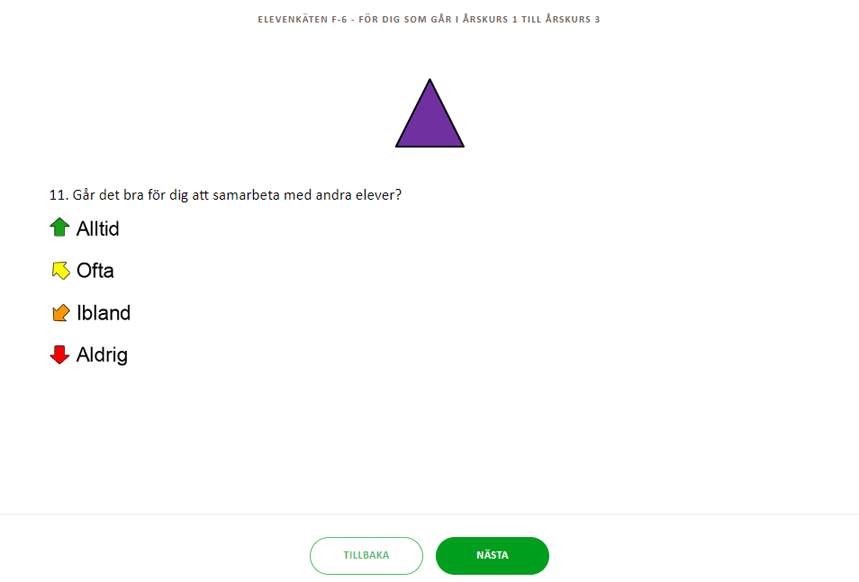 ELEVENKÄTEN F-6 - FÖR DIG SOM GÅR I ÅRSKURS 1 TILL ÅRSKURS 3
11. Går det bra för dig att samarbeta med andra elever?
Alltid
Ofta
Ibland
Aldrig
TILLBAKA
NÄSTA